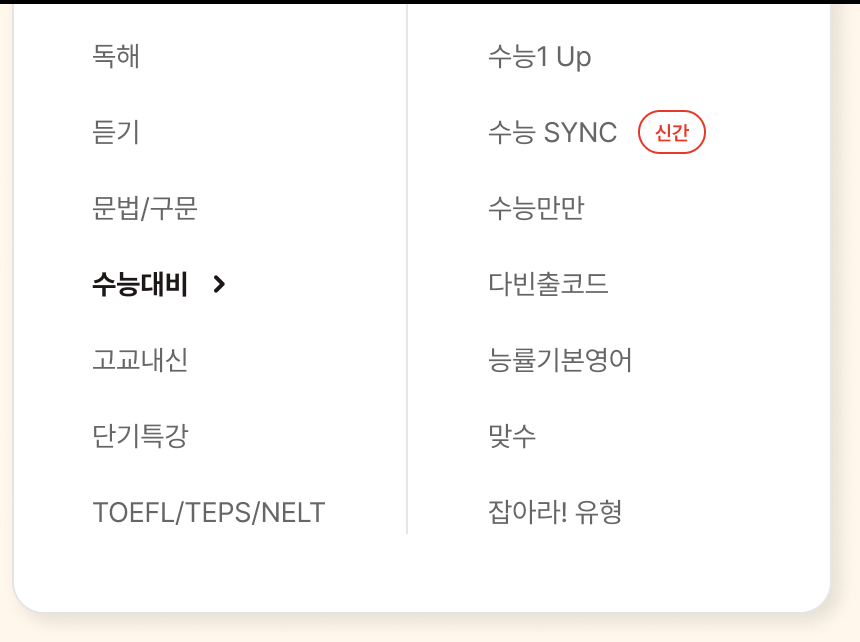 독해
듣기
문법/구문
수능대비
고교내신
단기특강
TOEFL/TEPS/NELT
수능1 Up
수능 SYNC 신간
수능만만
다빈출코드
능률기본영어
맞수
잡아라! 유형